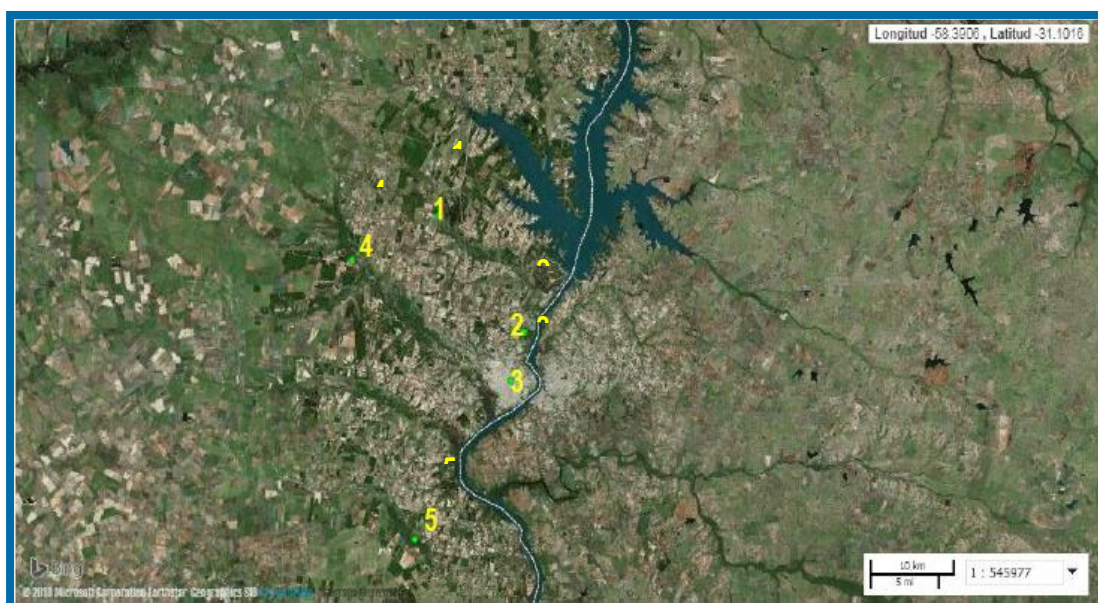 Longitud -58.3906 , Latitud -31.1016
1
4
2
3
5
Bing
10 km
5 mi
1 : 545977
© 2018 Microsoft Corporation Earthstar Geographics SIO